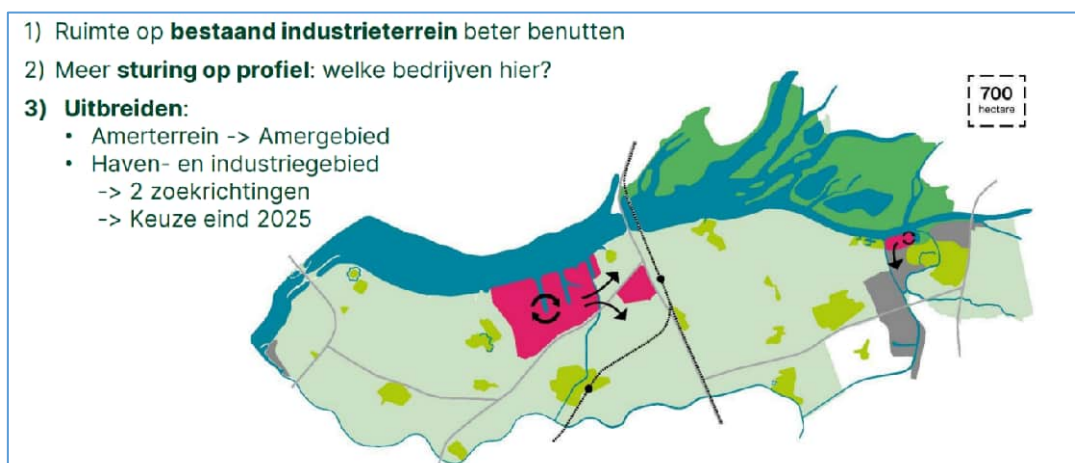 1) Ruimte op bestaand industrieterrein beter benutten
2) Meer sturing op profiel: welke bedrijven hier?
3) Uitbreiden:
• Amerterrein -> Amergebied
• Haven- en industriegebied
-> 2 zoekrichtingen
-> Keuze eind 2025
700
hectare